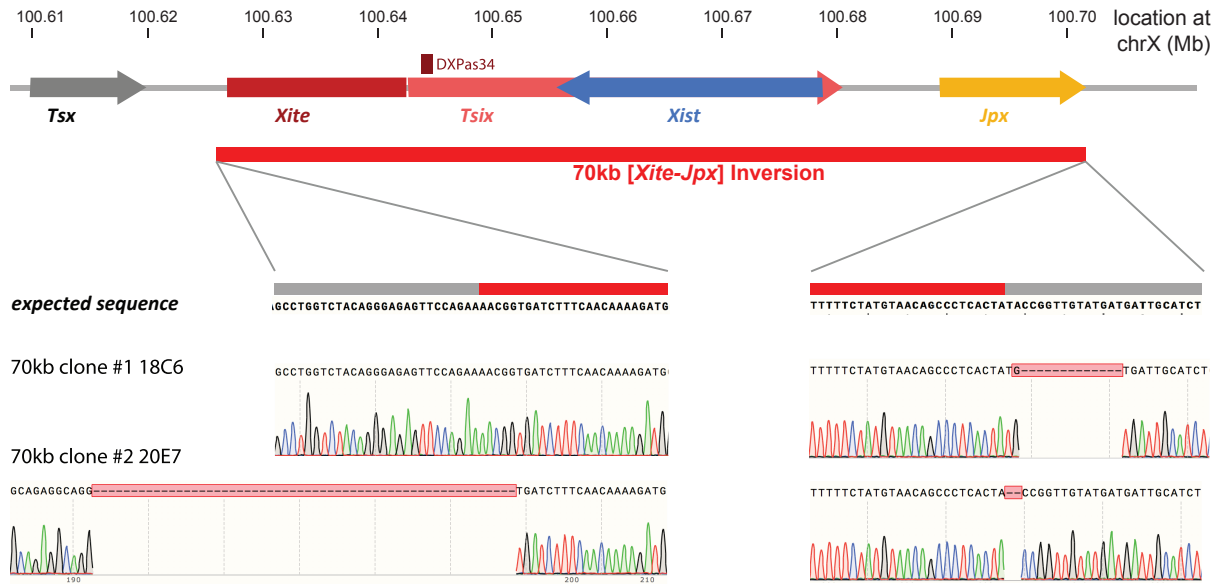 100.61 100.62 100.63 100.64 100.65 100.66 100.67 100.68 100.69 100.70 location at
chrX (Mb)
DXPas34
Tsx Xite Tsix Xist Jpx
70kb [Xite-Jpx] Inversion
expected sequence
GCCTGGTCTACAGGGAGAGTTCCAGAAAACGGTGATCTTTCAACAAAAGATG TTTTTCTATGTAACAGCCCTCACTATACCGGTTGTATGATGATTGCATCT
70kb clone #1 18C6
GCCTGGTCTACAGGGAGAGTTCCAGAAAACGGTGATCTTTCAACAAAAGATG TTTTTCTATGTAACAGCCCTCACTATG-------------TGATTGCATCT
70kb clone #2 20E7
GCAGAGGCAGG--------------------------------------------------------TGATCTTTCAACAAAAGATG TTTTTCTATGTAACAGCCCTCACTA--CCGGTTGTATGATGATTGCATCT
190 200 210